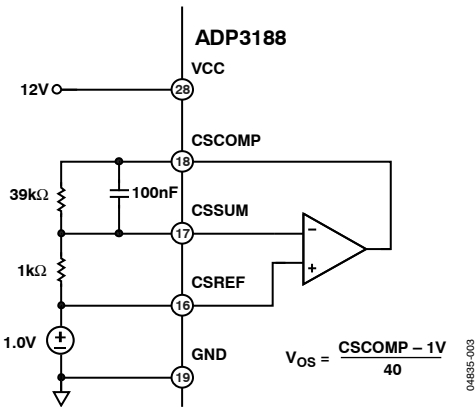 ADP3188
VCC
12V
28
CSCOMP
18
39kΩ
100nF
CSSUM
17
–
1kΩ
+
CSREF
16
1.0V
+
–
GND
19
V_OS = CSCOMP – 1V / 40
04835-003